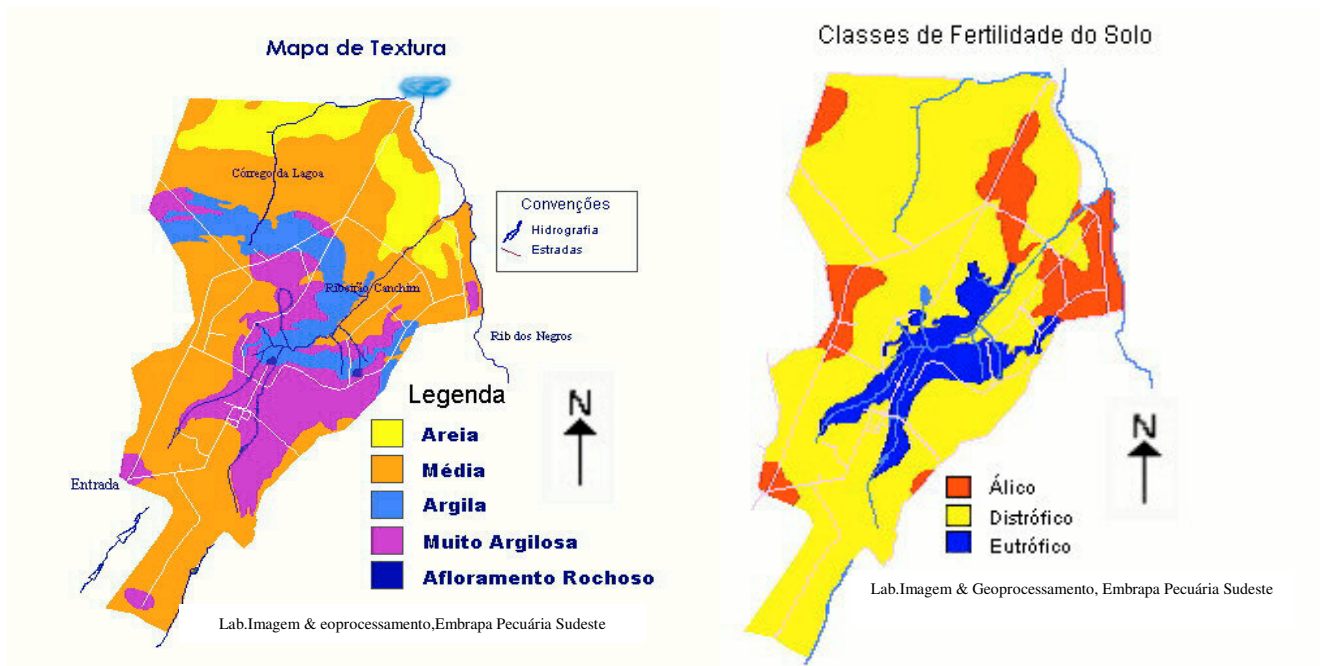 Mapa de Textura
Córrego da Lagoa
Convenções
Hidrografia
Estradas
Ribeirão Canchim
Rib dos Negros
Legenda
Areia
Média
Argila
Muito Argilosa
Afloramento Rochoso
Entrada
N
Lab.Imagem & eoprocessamento,Embrapa Pecuária Sudeste
Classes de Fertilidade do Solo
N
Álico
Distrófico
Eutrófico
Lab.Imagem & Geoprocessamento, Embrapa Pecuária Sudeste